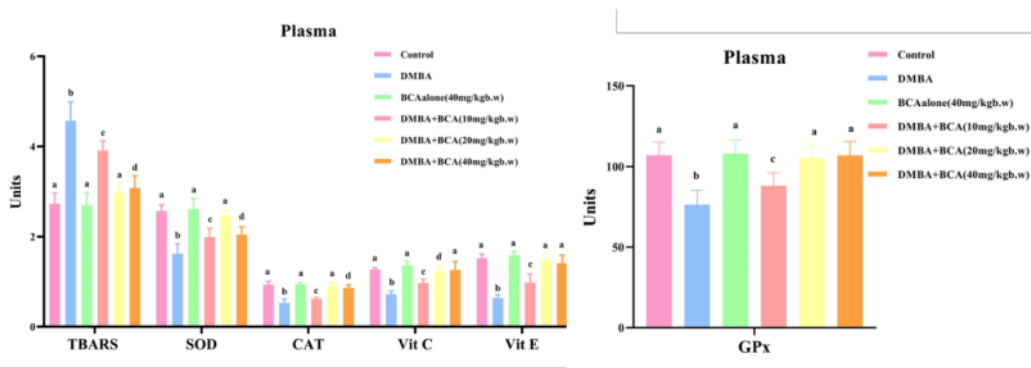 Plasma
Control
DMBA
BCAalone(40mg/kgb.w)
DMBA+BCA(10mg/kgb.w)
DMBA+BCA(20mg/kgb.w)
DMBA+BCA(40mg/kgb.w)
Units
6
4
2
0
a b a c a d
a b a c a d
a b a c a d
a b a c d a
a b a c a a
TBARS SOD CAT Vit C Vit E
Plasma
Control
DMBA
BCAalone(40mg/kgb.w)
DMBA+BCA(10mg/kgb.w)
DMBA+BCA(20mg/kgb.w)
DMBA+BCA(40mg/kgb.w)
Units
150
100
50
0
a b a c a a
GPx